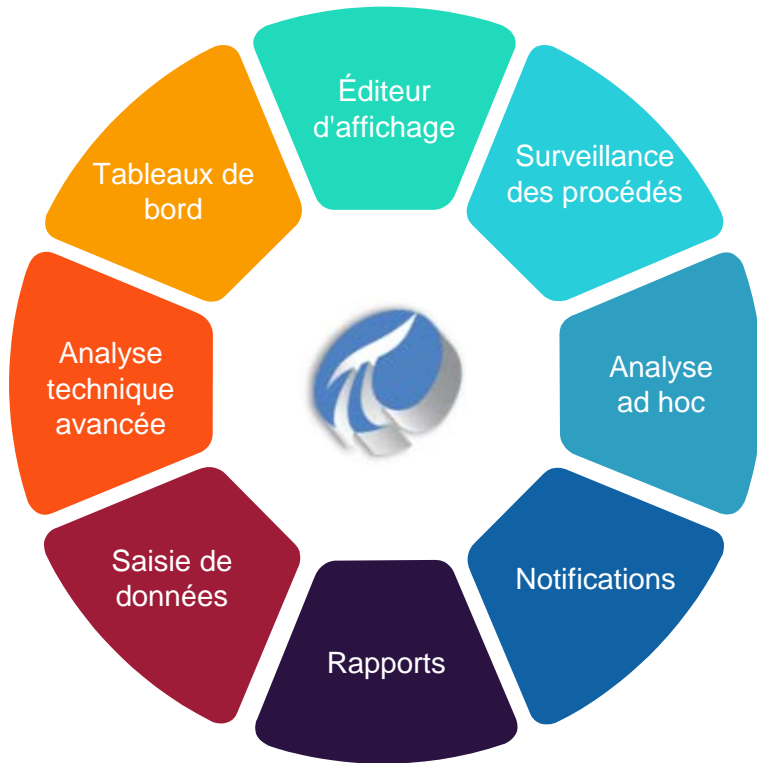 Éditeur
d'affichage
Surveillance
des procédés
Analyse
ad hoc
Notifications
Rapports
Saisie de
données
Analyse
technique
avancée
Tableaux de
bord